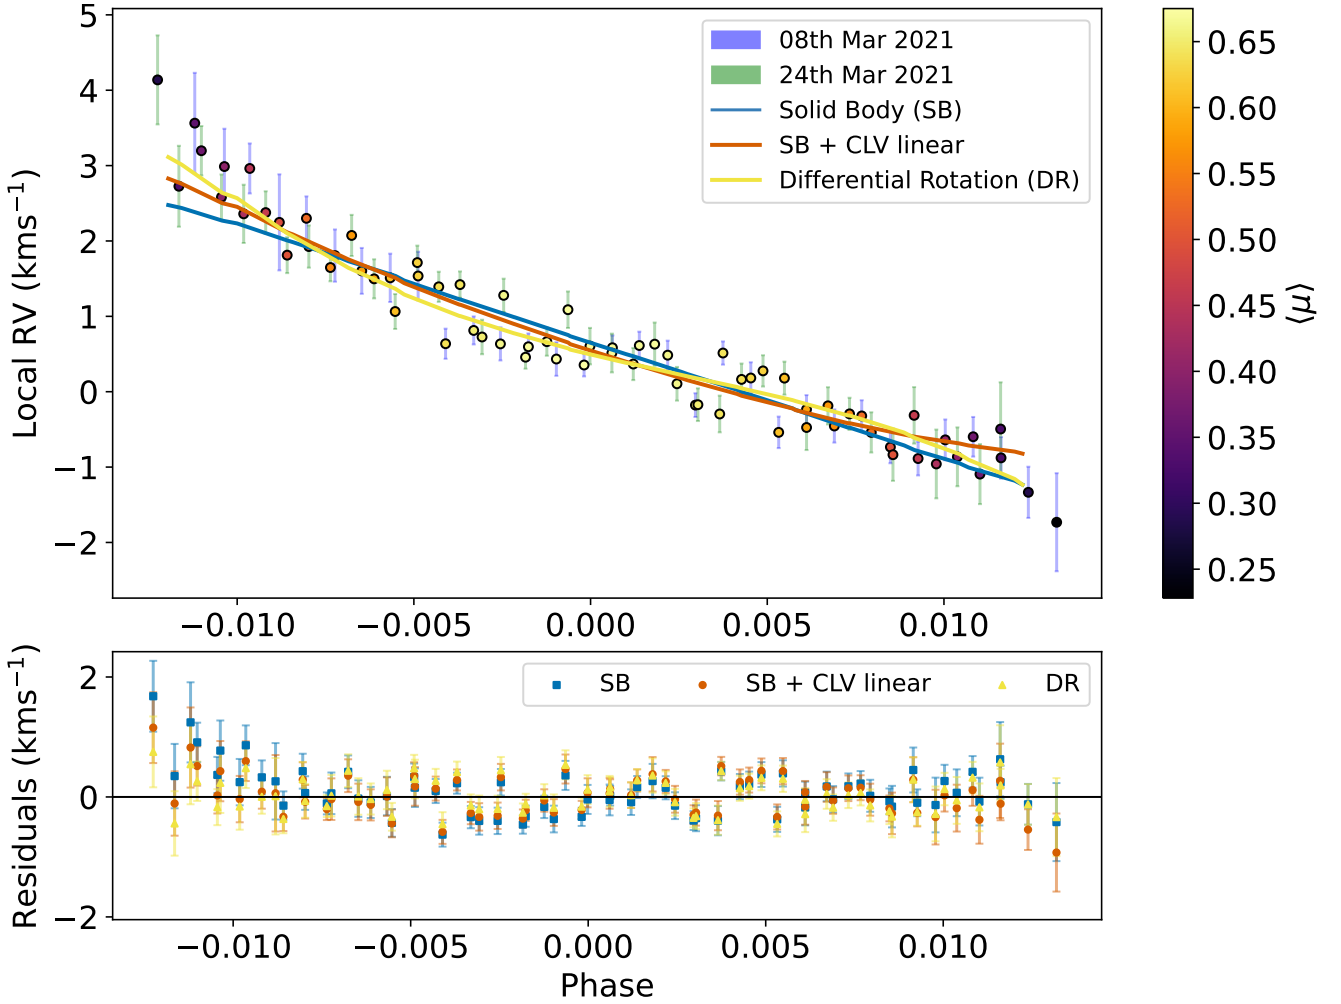 5
4
3
2
1
0
−1
−2
Local RV (kms⁻¹)
08th Mar 2021
24th Mar 2021
Solid Body (SB)
SB + CLV linear
Differential Rotation (DR)
−0.010 −0.005 0.000 0.005 0.010
0.65
0.60
0.55
0.50
0.45
0.40
0.35
0.30
0.25
⟨μ⟩
2
0
−2
Residuals (kms⁻¹)
SB SB + CLV linear DR
−0.010 −0.005 0.000 0.005 0.010
Phase